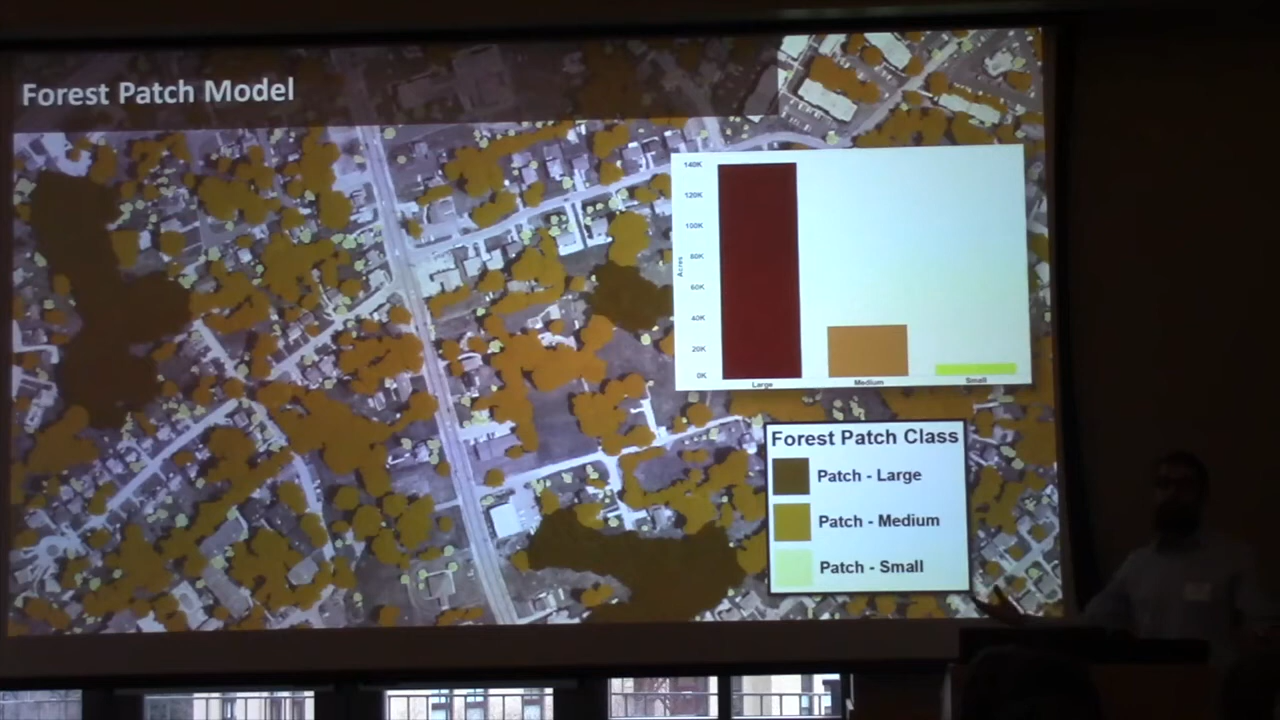 Forest Patch Model
140K
120K
100K
80K
60K
40K
20K
0K
Acres
Large
Medium
Small
Forest Patch Class
Patch - Large
Patch - Medium
Patch - Small